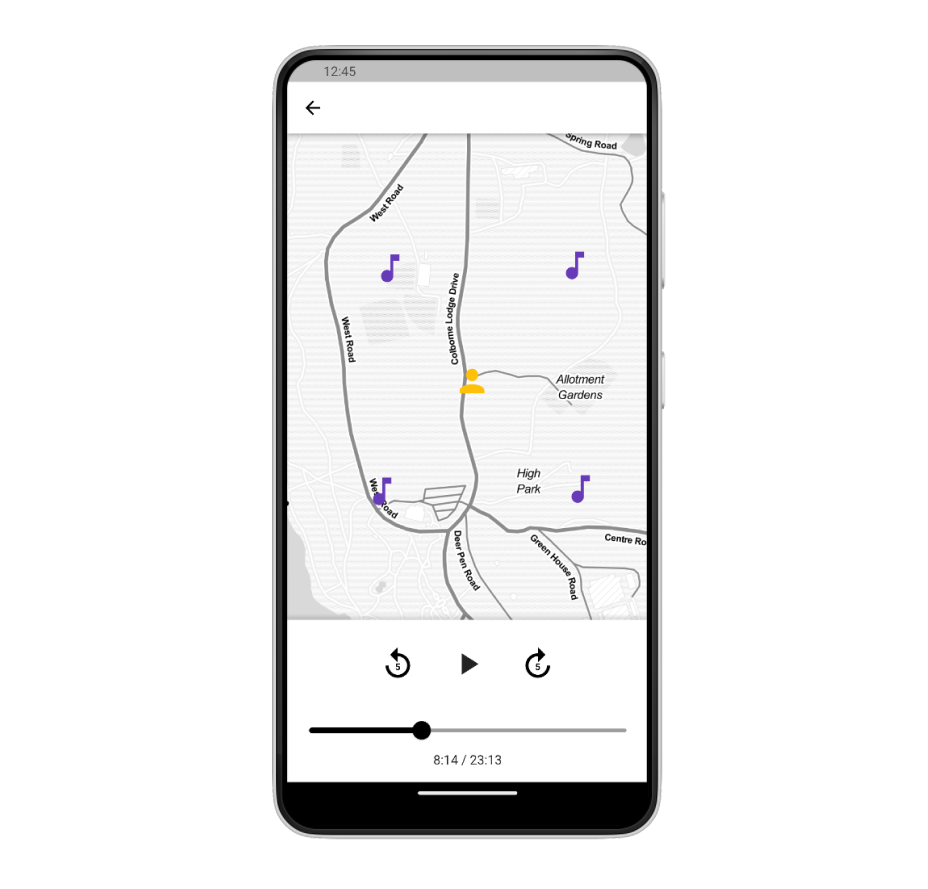 12:45
Spring Road
West Road
Colborne Lodge Drive
West Road
Allotment
Gardens
High
Park
West Road
Centre Ro
Deer Pen Road
Green House Road
5
5
8:14 / 23:13